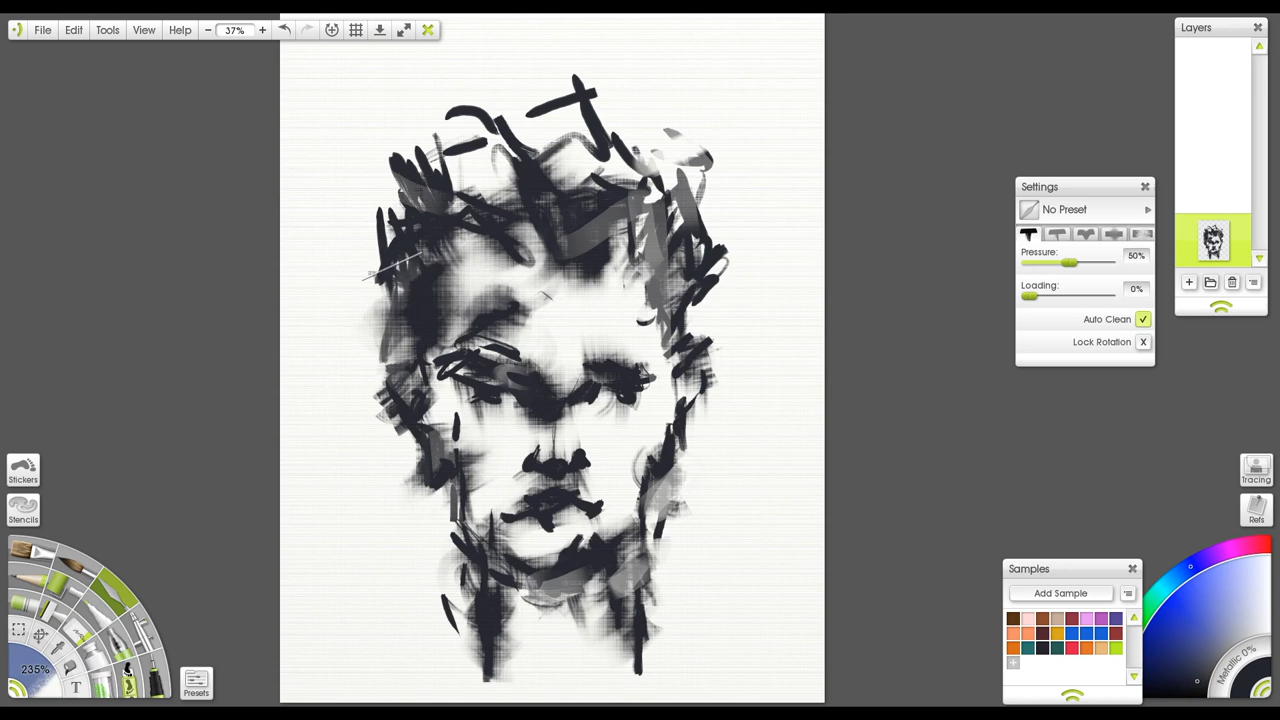 File Edit Tools View Help − 37% +
Layers
Settings
No Preset
Pressure: 50%
Loading: 0%
Auto Clean
Lock Rotation X
Stickers
Stencils
Tracing
Refs
Samples
Add Sample
Metallic 0%
235%
T
Presets